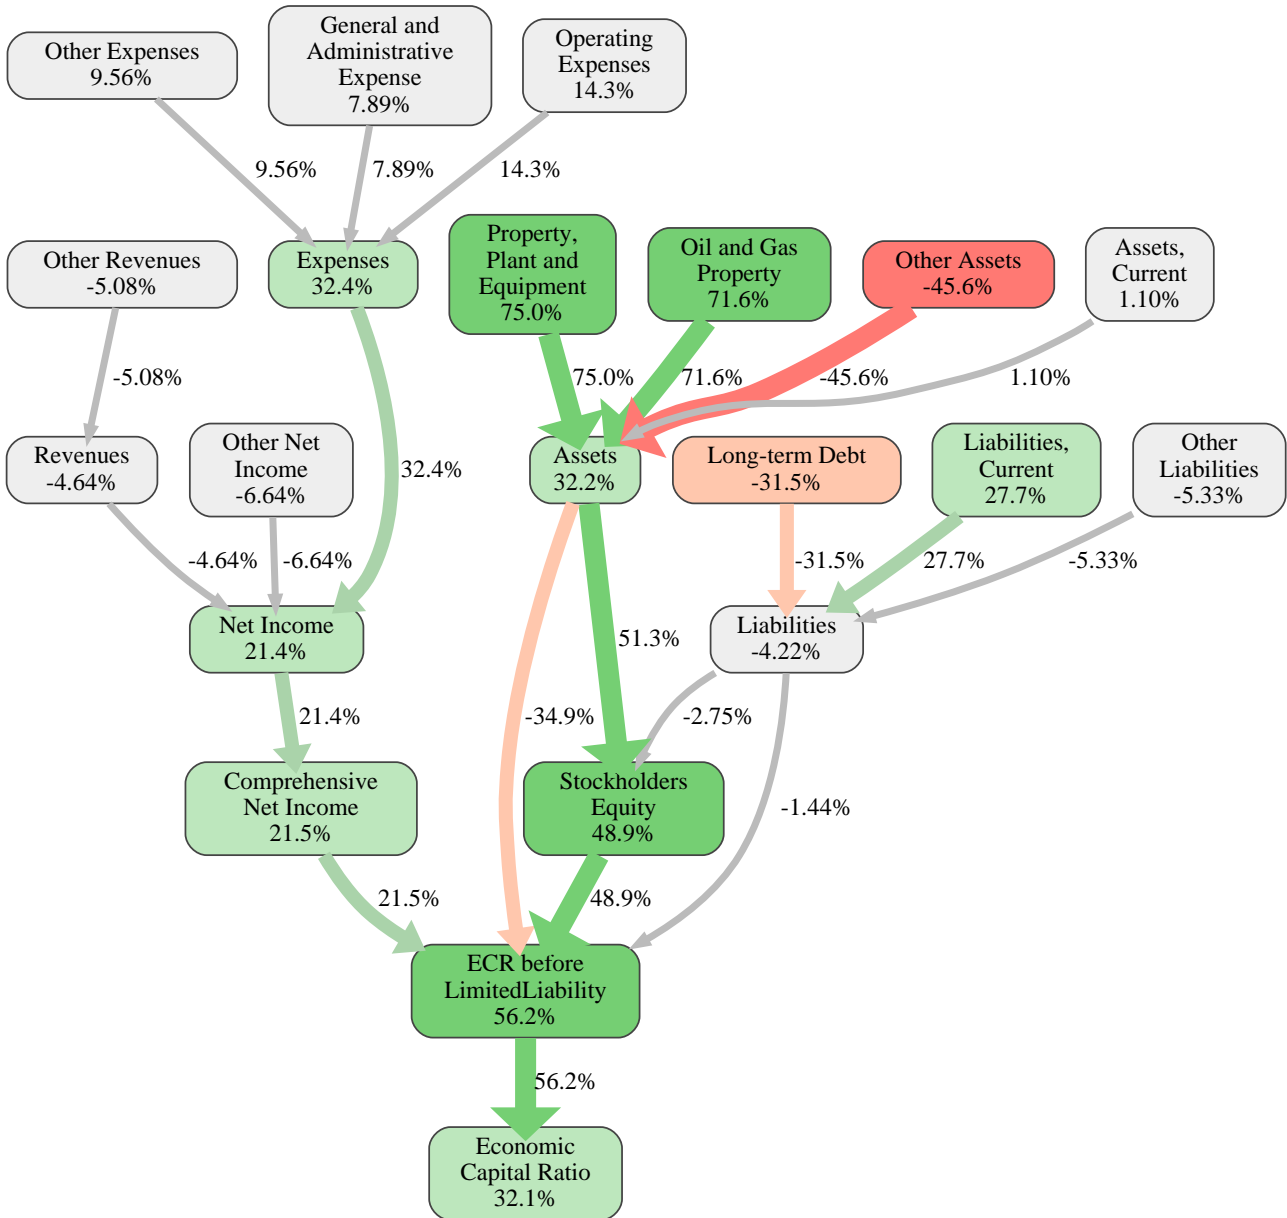 Other Expenses
9.56%
General and
Administrative
Expense
7.89%
Operating
Expenses
14.3%
9.56%
7.89%
14.3%
Other Revenues
-5.08%
Expenses
32.4%
Property,
Plant and
Equipment
75.0%
Oil and Gas
Property
71.6%
Other Assets
-45.6%
Assets,
Current
1.10%
-5.08%
75.0%
71.6%
-45.6%
1.10%
Revenues
-4.64%
Other Net
Income
-6.64%
32.4%
Assets
32.2%
Long-term Debt
-31.5%
Liabilities,
Current
27.7%
Other
Liabilities
-5.33%
-4.64%
-6.64%
-31.5%
27.7%
-5.33%
Net Income
21.4%
51.3%
Liabilities
-4.22%
21.4%
-34.9%
-2.75%
Comprehensive
Net Income
21.5%
Stockholders
Equity
48.9%
-1.44%
21.5%
48.9%
ECR before
LimitedLiability
56.2%
56.2%
Economic
Capital Ratio
32.1%